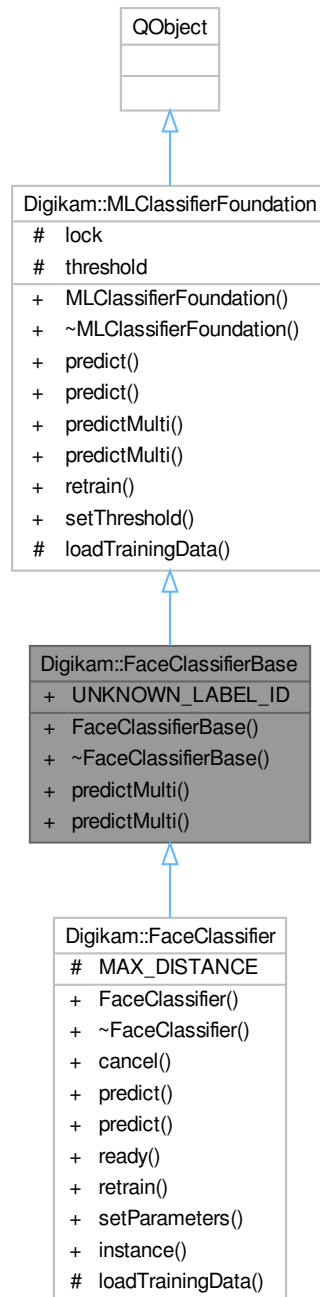 QObject
Digikam::MLClassifierFoundation
# lock
# threshold
+ MLClassifierFoundation()
+ ~MLClassifierFoundation()
+ predict()
+ predict()
+ predictMulti()
+ predictMulti()
+ retrain()
+ setThreshold()
# loadTrainingData()
Digikam::FaceClassifierBase
+ UNKNOWN_LABEL_ID
+ FaceClassifierBase()
+ ~FaceClassifierBase()
+ predictMulti()
+ predictMulti()
Digikam::FaceClassifier
# MAX_DISTANCE
+ FaceClassifier()
+ ~FaceClassifier()
+ cancel()
+ predict()
+ predict()
+ ready()
+ retrain()
+ setParameters()
+ instance()
# loadTrainingData()